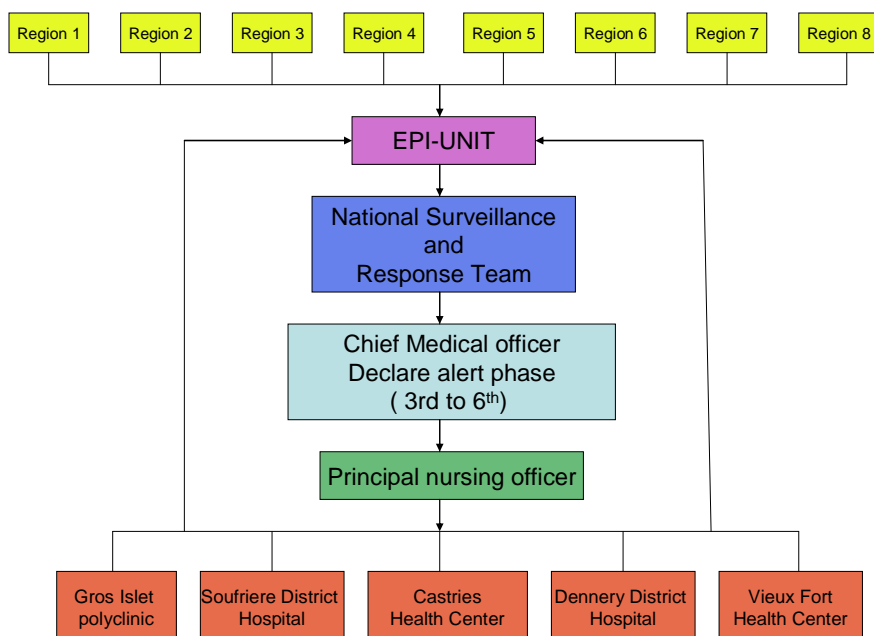 Region 1
Region 2
Region 3
Region 4
Region 5
Region 6
Region 7
Region 8
EPI-UNIT
National Surveillance
and
Response Team
Chief Medical officer
Declare alert phase
( 3rd to 6th)
Principal nursing officer
Gros Islet
polyclinic
Soufriere District
Hospital
Castries
Health Center
Dennery District
Hospital
Vieux Fort
Health Center